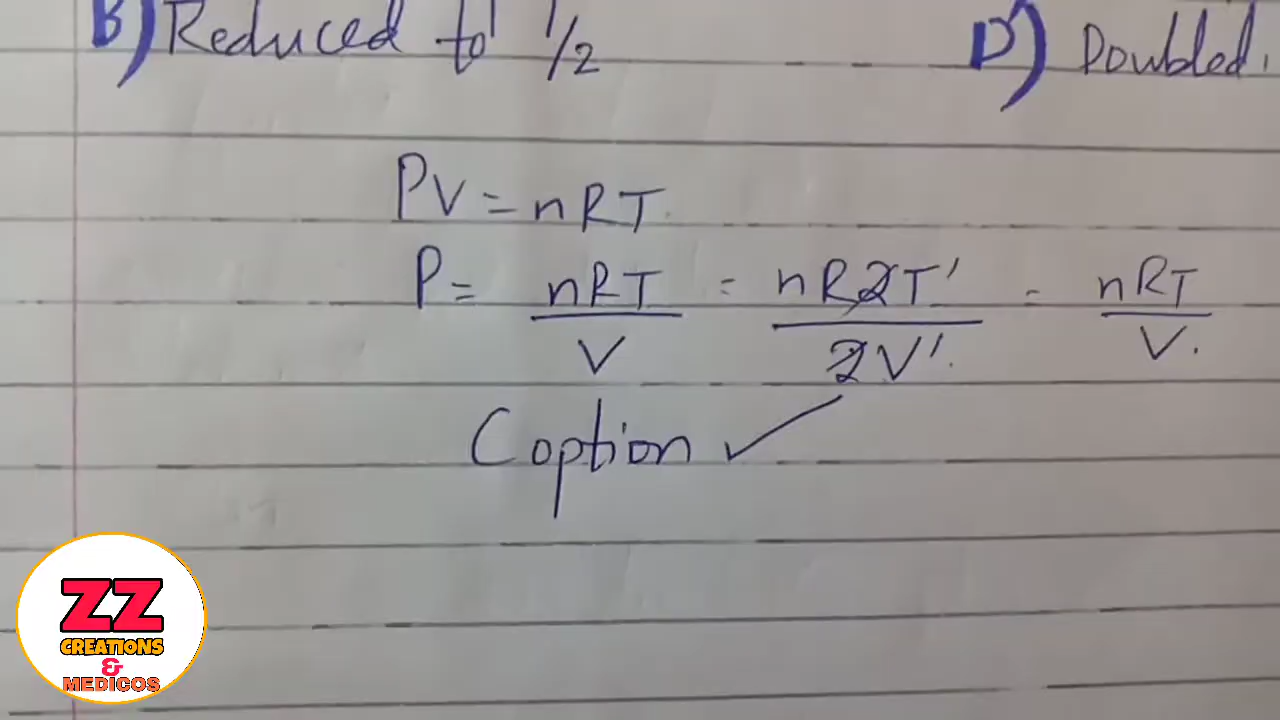 B) Reduced to 1/2
D) Doubled.
PV = nRT
P = nRT/V = nR2T'/2V' = nRT/V.
C option ✓
ZZ
CREATIONS
&
MEDICOS